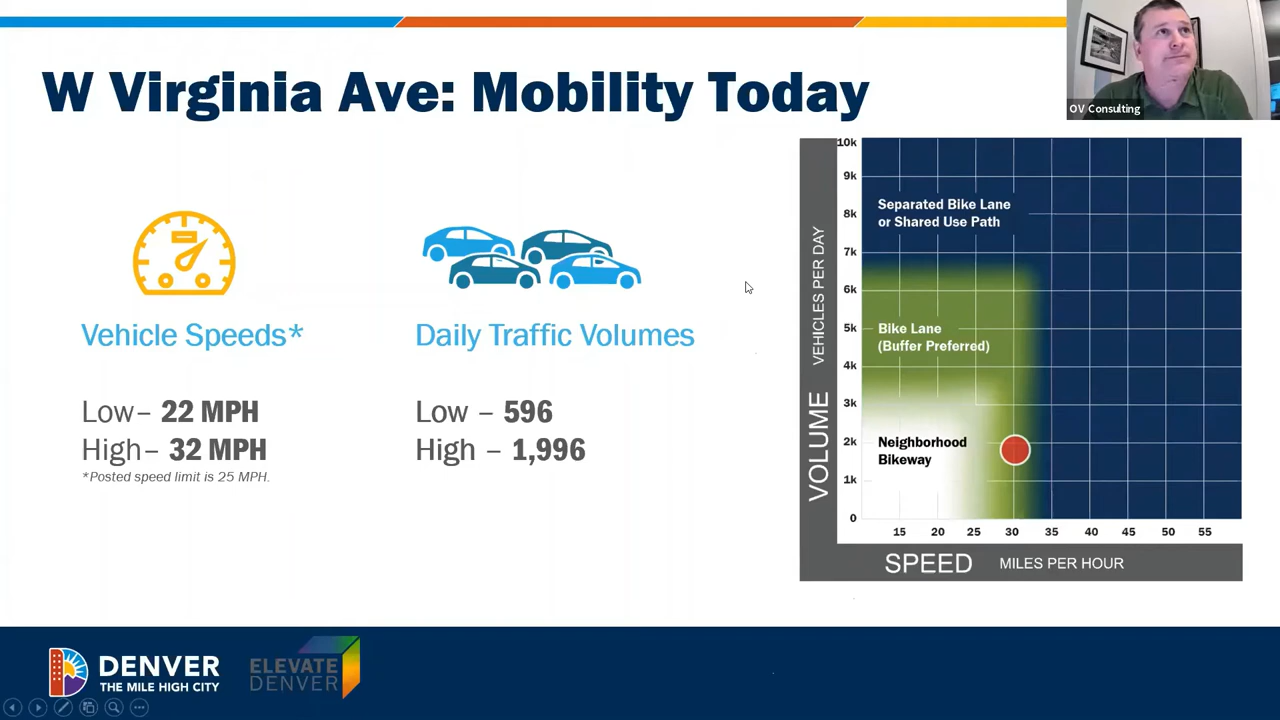 W Virginia Ave: Mobility Today
OV Consulting
Vehicle Speeds*
Low– 22 MPH
High– 32 MPH
*Posted speed limit is 25 MPH.
Daily Traffic Volumes
Low – 596
High – 1,996
VOLUME VEHICLES PER DAY
10k
9k
8k
7k
6k
5k
4k
3k
2k
1k
0
Separated Bike Lane
or Shared Use Path
Bike Lane
(Buffer Preferred)
Neighborhood
Bikeway
15 20 25 30 35 40 45 50 55
SPEED MILES PER HOUR
DENVER
THE MILE HIGH CITY
ELEVATE
DENVER